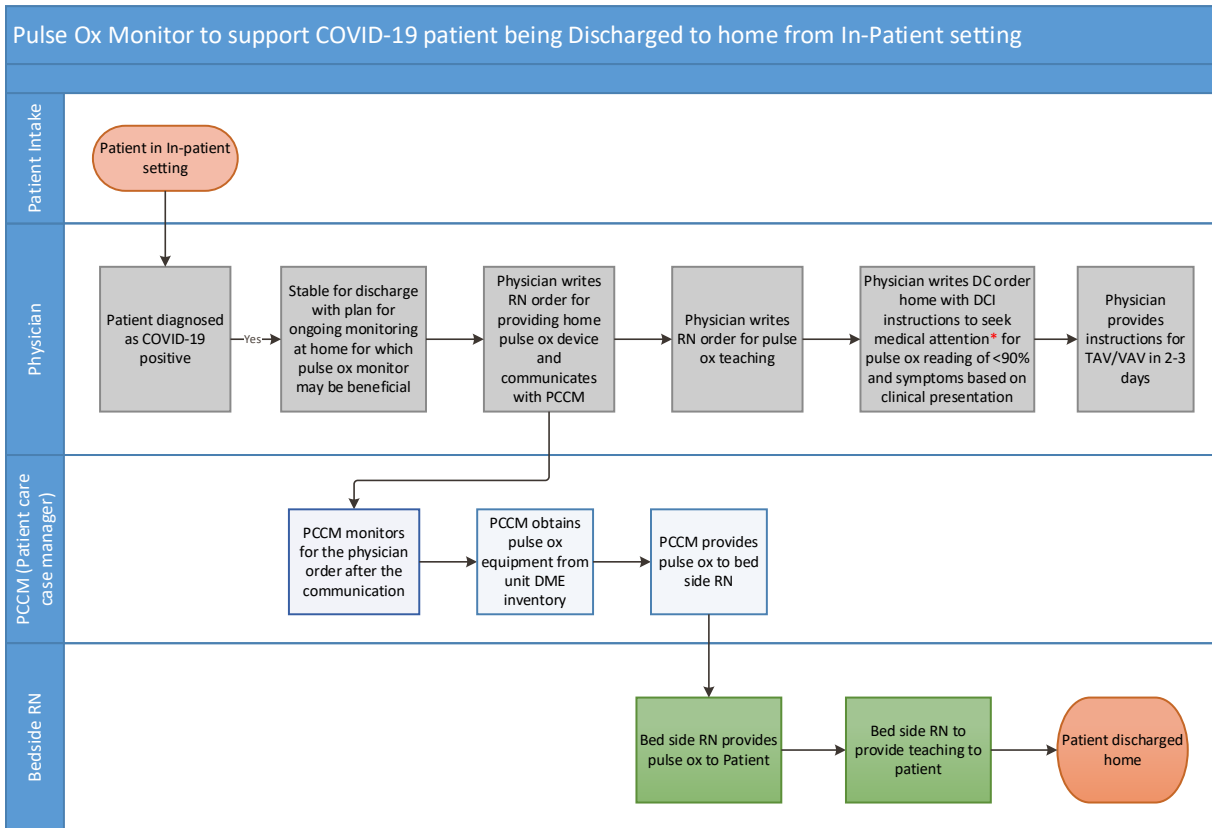 Pulse Ox Monitor to support COVID-19 patient being Discharged to home from In-Patient setting
Patient Intake
Patient in In-patient
setting
Physician
Patient diagnosed
as COVID-19
positive
Yes
Stable for discharge
with plan for
ongoing monitoring
at home for which
pulse ox monitor
may be beneficial
Physician writes
RN order for
providing home
pulse ox device
and
communicates
with PCCM
Physician writes
RN order for pulse
ox teaching
Physician writes DC order
home with DCI
instructions to seek
medical attention* for
pulse ox reading of <90%
and symptoms based on
clinical presentation
Physician
provides
instructions for
TAV/VAV in 2-3
days
PCCM (Patient care
case manager)
PCCM monitors
for the physician
order after the
communication
PCCM obtains
pulse ox
equipment from
unit DME
inventory
PCCM provides
pulse ox to bed
side RN
Bedside RN
Bed side RN provides
pulse ox to Patient
Bed side RN to
provide teaching to
patient
Patient discharged
home